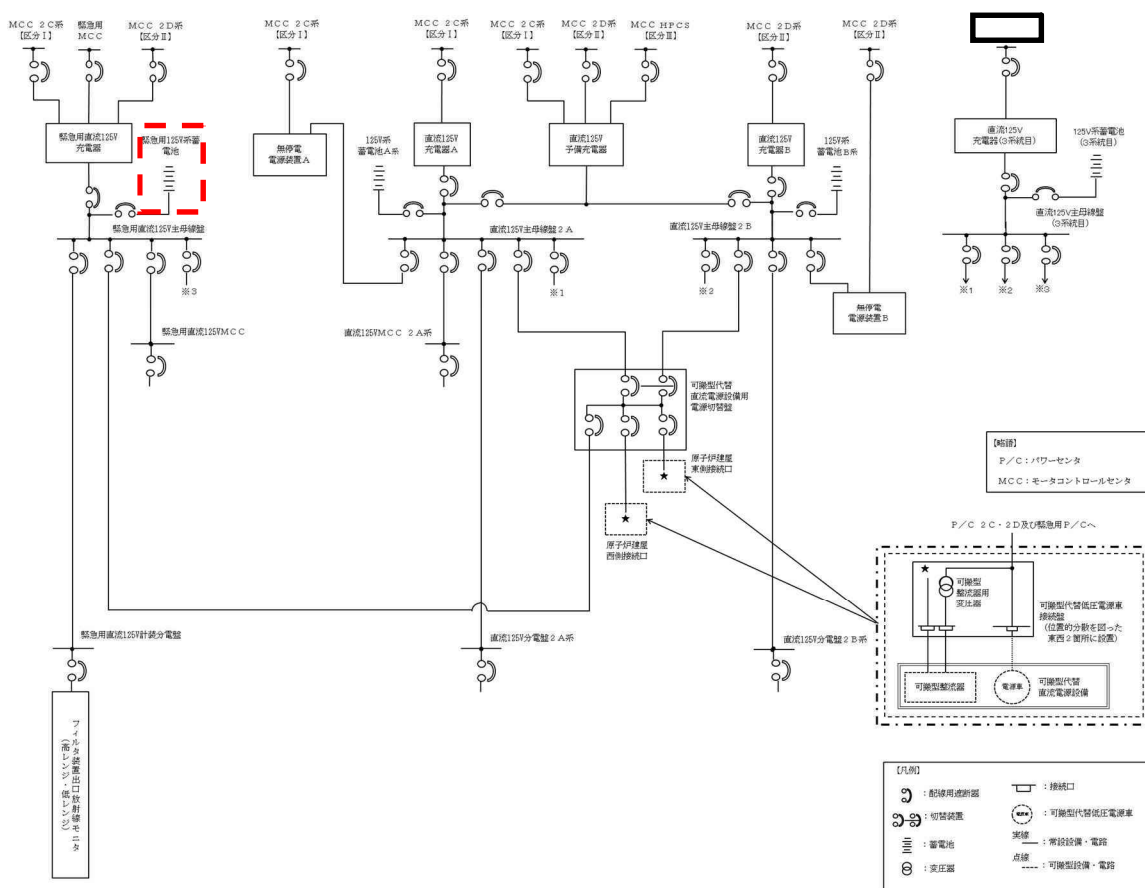 MCC 2C系
【区分Ⅰ】
緊急用
MCC
MCC 2D系
【区分Ⅱ】
MCC 2C系
【区分Ⅰ】
MCC 2C系
【区分Ⅰ】
MCC 2C系
【区分Ⅰ】
MCC 2D系
【区分Ⅱ】
MCC HPCS
【区分Ⅲ】
MCC 2D系
【区分Ⅱ】
MCC 2D系
【区分Ⅱ】
緊急用直流125V
充電器
緊急用125V系蓄
電池
無停電
電源装置A
125V系
蓄電池A系
直流125V
充電器A
直流125V
予備充電器
直流125V
充電器B
125V系
蓄電池B系
直流125V
充電器(3系統目)
125V系蓄電池
(3系統目)
緊急用直流125V主母線盤
直流125V主母線盤2A
直流125V主母線盤2B
直流125V主母線盤
(3系統目)
※3
※1
※2
※1
※2
※3
無停電
電源装置B
緊急用直流125VMCC
直流125VMCC 2A系
可搬型代替
直流電源設備用
電源切替盤
原子炉建屋
東側接続口
★
★
原子炉建屋
西側接続口
【略語】
P/C:パワーセンタ
MCC:モータコントロールセンタ
P/C 2C・2D及び緊急用P/Cへ
★
可搬型
整流器用
変圧器
可搬型代替低圧電源車
接続盤
(位置的分散を図った
東西2箇所に設置)
可搬型整流器
電源車
可搬型代替
直流電源設備
緊急用直流125V計装分電盤
直流125V分電盤2A系
直流125V分電盤2B系
フィルタ装置出口放射線モニタ
(高レンジ・低レンジ)
【凡例】
:配線用遮断器
:接続口
:切替装置
電源車
:可搬型代替低圧電源車
:蓄電池
実線
:常設設備・電路
:変圧器
点線
:可搬型設備・電路